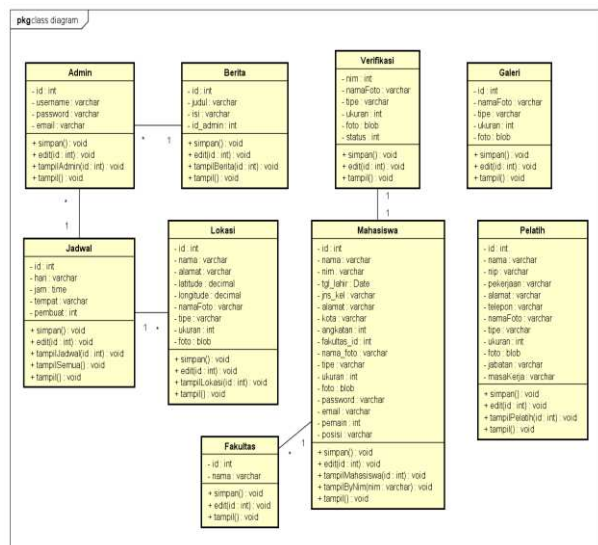 pkg class diagram
Admin
- id : int
- username : varchar
- password : varchar
- email : varchar
+ simpan() : void
+ edit(id : int) : void
+ tampilAdmin(id : int) : void
+ tampil() : void
* 1
Berita
- id : int
- judul : varchar
- isi : varchar
- id_admin : int
+ simpan() : void
+ edit(id : int) : void
+ tampilBerita(id : int) : void
+ tampil() : void
Verifikasi
- nim : int
- namaFoto : varchar
- tipe : varchar
- ukuran : int
- foto : blob
- status : int
+ simpan() : void
+ edit(id : int) : void
+ tampil() : void
Galeri
- id : int
- namaFoto : varchar
- tipe : varchar
- ukuran : int
- foto : blob
+ simpan() : void
+ edit(id : int) : void
+ tampil() : void
*
1
1
1
Jadwal
- id : int
- hari : varchar
- jam : time
- tempat : varchar
- pembuat : int
+ simpan() : void
+ edit(id : int) : void
+ tampilJadwal(id : int) : void
+ tampilSemua() : void
+ tampil() : void
1 *
Lokasi
- id : int
- nama : varchar
- alamat : varchar
- latitude : decimal
- longitude : decimal
- namaFoto : varchar
- tipe : varchar
- ukuran : int
- foto : blob
+ simpan() : void
+ edit(id : int) : void
+ tampilLokasi(id : int) : void
+ tampil() : void
Mahasiswa
- id : int
- nama : varchar
- nim : varchar
- tgl_lahir : Date
- jns_kel : varchar
- alamat : varchar
- kota : varchar
- angkatan : int
- fakultas_id : int
- nama_foto : varchar
- tipe : varchar
- ukuran : int
- foto : blob
- password : varchar
- email : varchar
- pemain : int
- posisi : varchar
+ simpan() : void
+ edit(id : int) : void
+ tampilMahasiswa(id : int) : void
+ tampilByNim(nim : varchar) : void
+ tampil() : void
Pelatih
- id : int
- nama : varchar
- nip : varchar
- pekerjaan : varchar
- alamat : varchar
- telepon : varchar
- namaFoto : varchar
- tipe : varchar
- ukuran : int
- foto : blob
- jabatan : varchar
- masaKerja : varchar
+ simpan() : void
+ edit(id : int) : void
+ tampilPelatih(id : int) : void
+ tampil() : void
Fakultas
- id : int
- nama : varchar
+ simpan() : void
+ edit(id : int) : void
+ tampil() : void
1
*